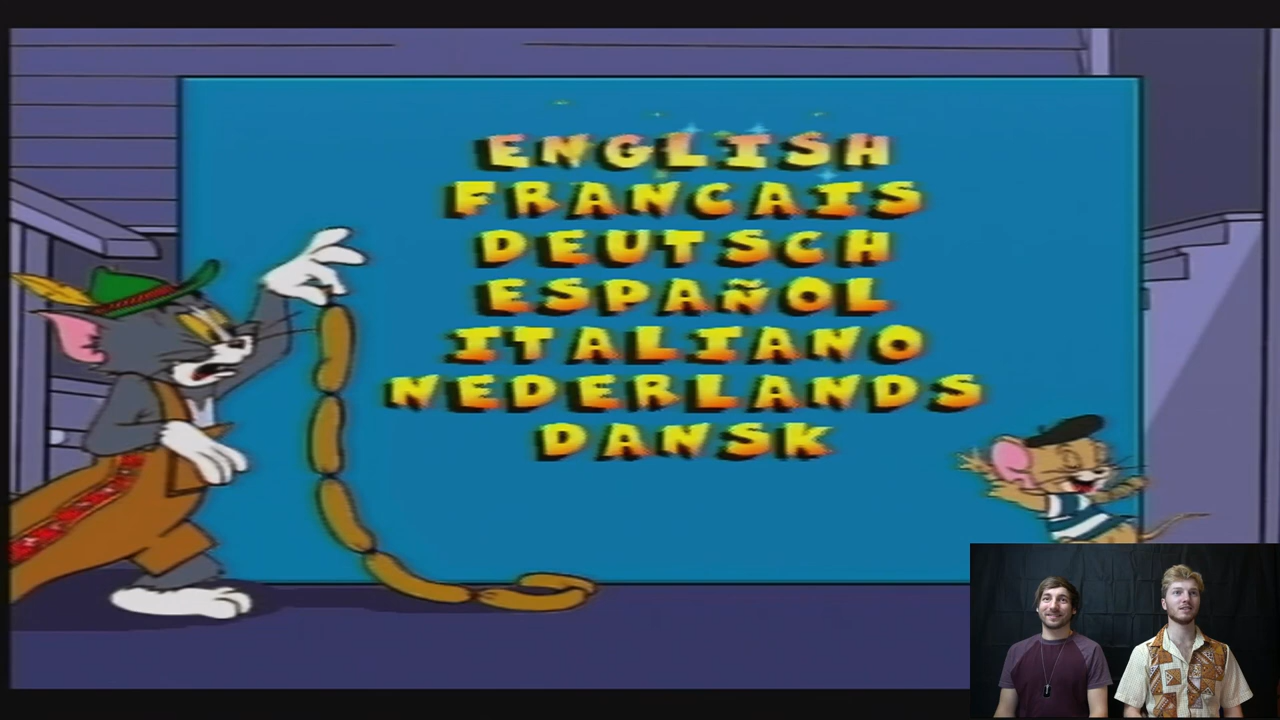 ENGLISH
FRANCAIS
DEUTSCH
ESPAÑOL
ITALIANO
NEDERLANDS
DANSK